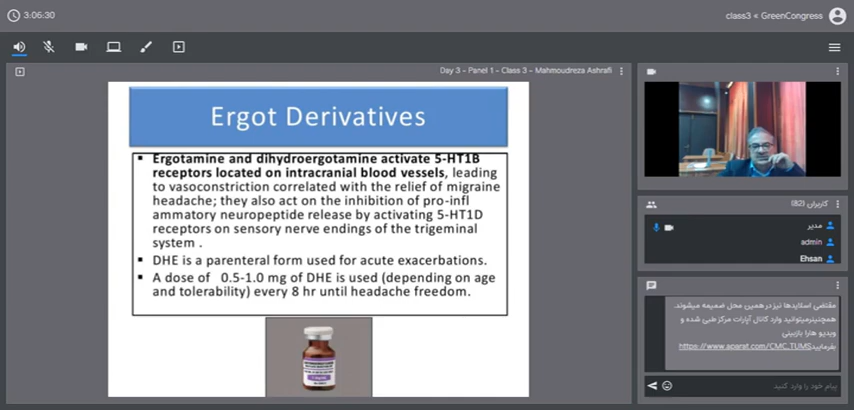 3:06:30
class3 < GreenCongress
Day 3 - Panel 1 - Class 3 - Mahmoudreza Ashrafi
Ergot Derivatives
▪ Ergotamine and dihydroergotamine activate 5-HT1B
receptors located on intracranial blood vessels, leading
to vasoconstriction correlated with the relief of migraine
headache; they also act on the inhibition of pro-infl
ammatory neuropeptide release by activating 5-HT1D
receptors on sensory nerve endings of the trigeminal
system .
▪ DHE is a parenteral form used for acute exacerbations.
▪ A dose of 0.5-1.0 mg of DHE is used (depending on age
and tolerability) every 8 hr until headache freedom.
کاربران (82)
مدیر
admin
Ehsan
مقتضی اسلایدها نیز در همین محل ضمیمه میشوند.
همچنین میتوانید وارد کانال آپارات مرکز طبی شده و
ویدیو هارا بازبینی
بفرمایید https://www.aparat.com/CMC_TUMS
پیام خود را وارد کنید